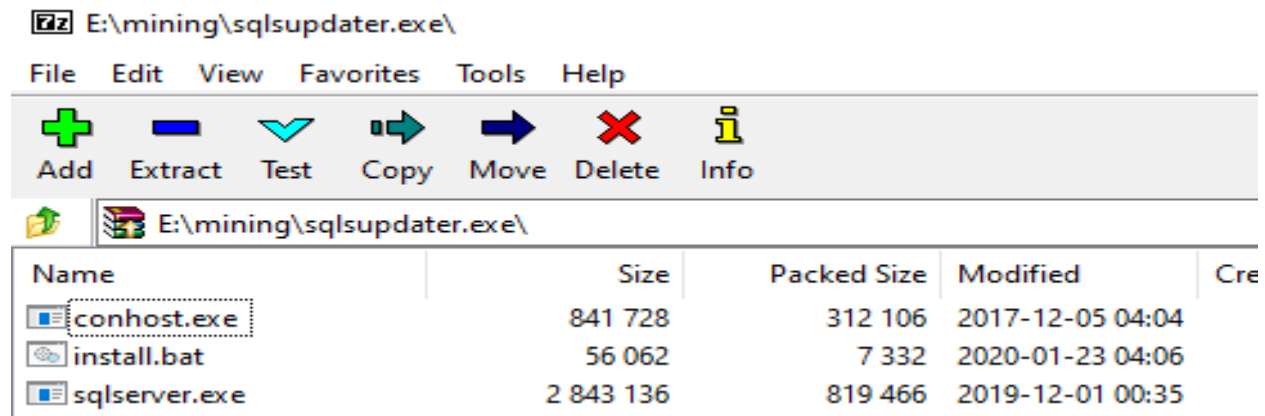 E:\mining\sqlsupdater.exe\
File Edit View Favorites Tools Help
Add Extract Test Copy Move Delete Info
E:\mining\sqlsupdater.exe\
Name Size Packed Size Modified Cre
conhost.exe 841 728 312 106 2017-12-05 04:04
install.bat 56 062 7 332 2020-01-23 04:06
sqlserver.exe 2 843 136 819 466 2019-12-01 00:35